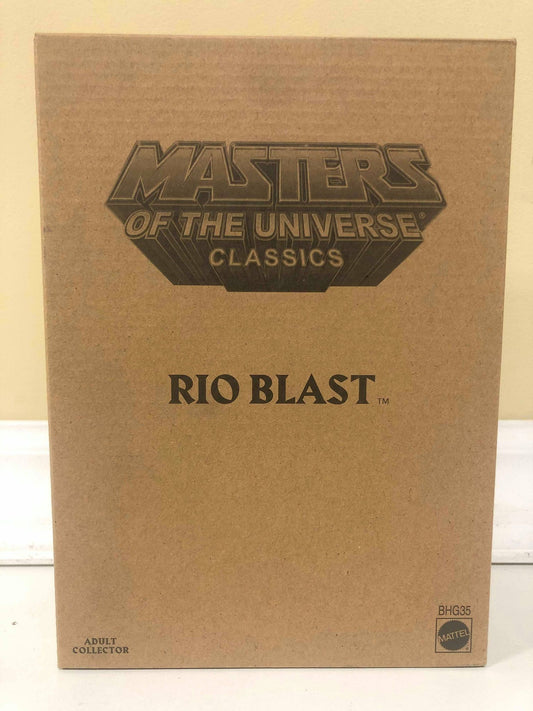 MASTERS
OF THE UNIVERSE®
CLASSICS
RIO BLAST™
ADULT
COLLECTOR
BHG35
MATTEL